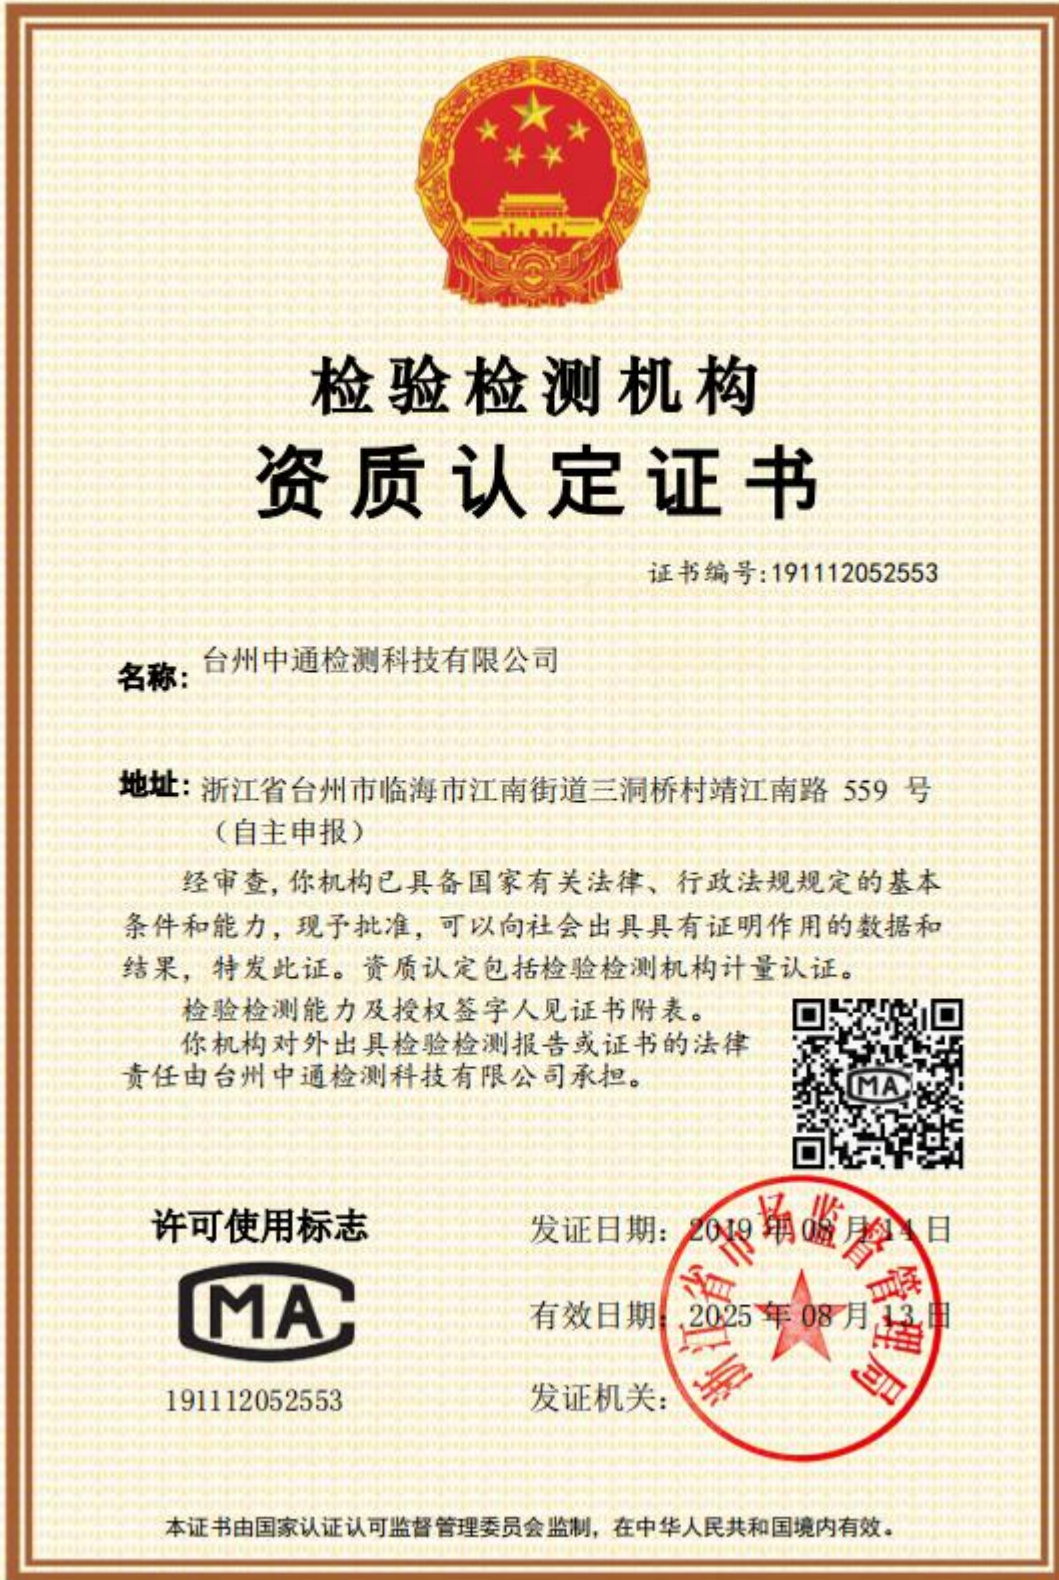 检验检测机构
资质认定证书
证书编号:191112052553
名称: 台州中通检测科技有限公司
地址: 浙江省台州市临海市江南街道三洞桥村靖江南路 559 号
（自主申报）
经审查,你机构已具备国家有关法律、行政法规规定的基本
条件和能力，现予批准，可以向社会出具具有证明作用的数据和
结果，特发此证。资质认定包括检验检测机构计量认证。
检验检测能力及授权签字人见证书附表。
你机构对外出具检验检测报告或证书的法律
责任由台州中通检测科技有限公司承担。
MA
许可使用标志
MA
191112052553
发证日期：2019 年 08 月 14 日
有效日期：2025 年 08 月 13 日
发证机关：
浙江省市场监督管理局
本证书由国家认证认可监督管理委员会监制，在中华人民共和国境内有效。